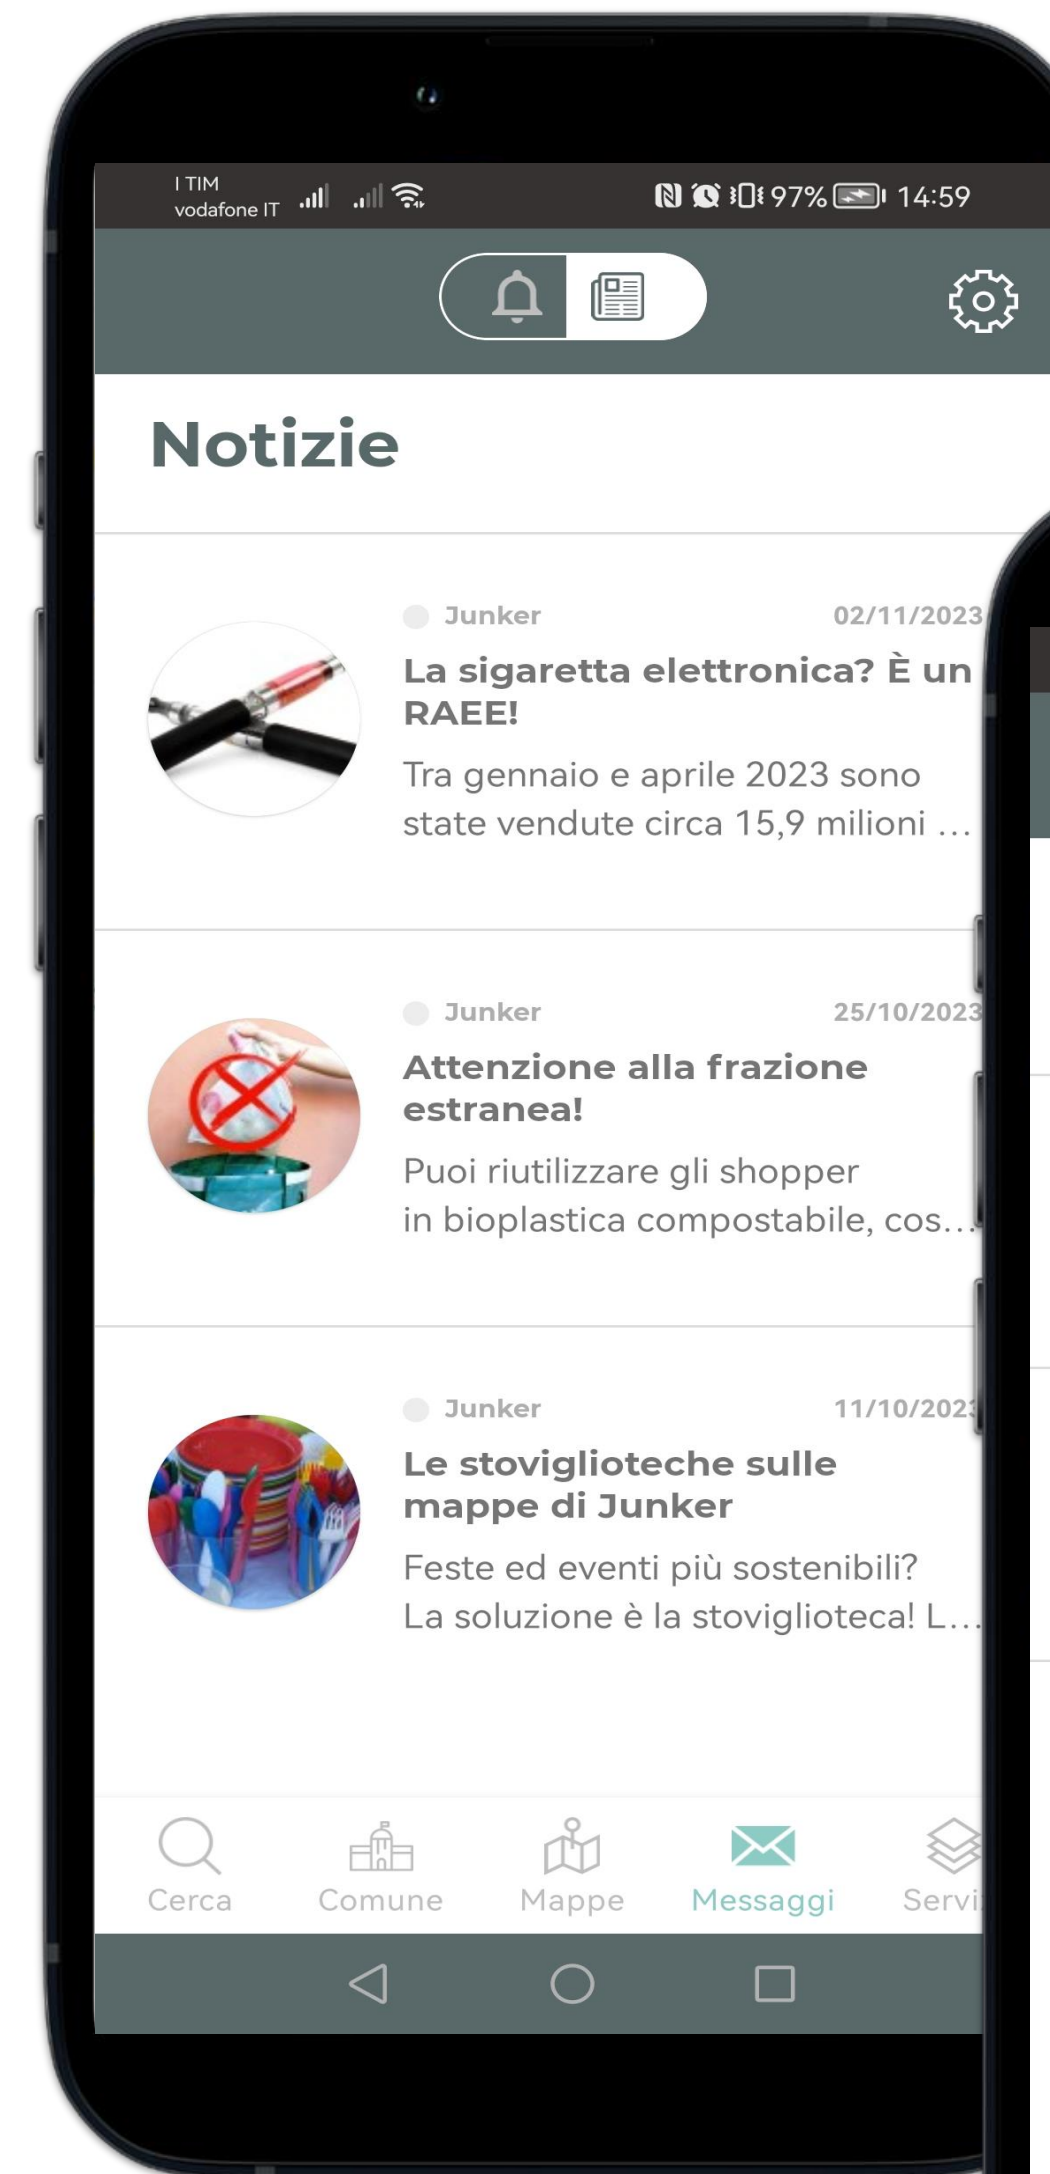 I TIM
vodafone IT
97%
14:59
Notizie
Junker
02/11/2023
La sigaretta elettronica? È un
RAEE!
Tra gennaio e aprile 2023 sono
state vendute circa 15,9 milioni ...
Junker
25/10/2023
Attenzione alla frazione
estranea!
Puoi riutilizzare gli shopper
in bioplastica compostabile, cos...
Junker
11/10/2023
Le stoviglioteche sulle
mappe di Junker
Feste ed eventi più sostenibili?
La soluzione è la stoviglioteca! L...
Cerca
Comune
Mappe
Messaggi